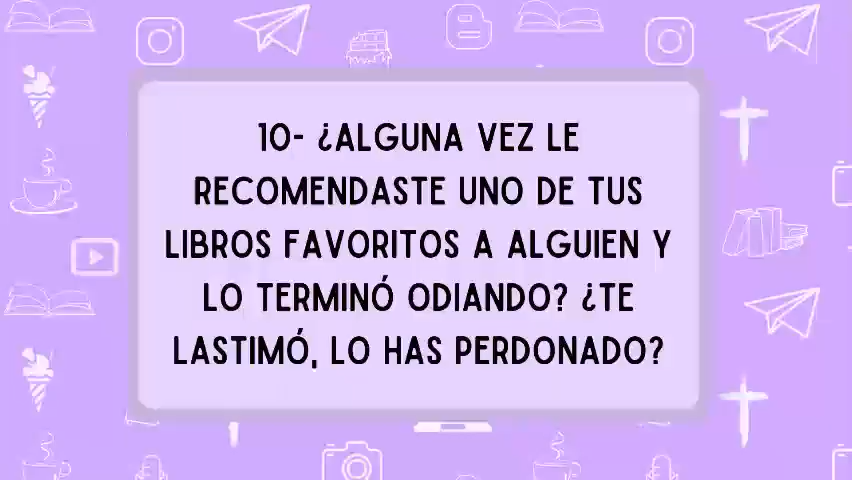 10- ¿ALGUNA VEZ LE
RECOMENDASTE UNO DE TUS
LIBROS FAVORITOS A ALGUIEN Y
LO TERMINÓ ODIANDO? ¿TE
LASTIMÓ, LO HAS PERDONADO?